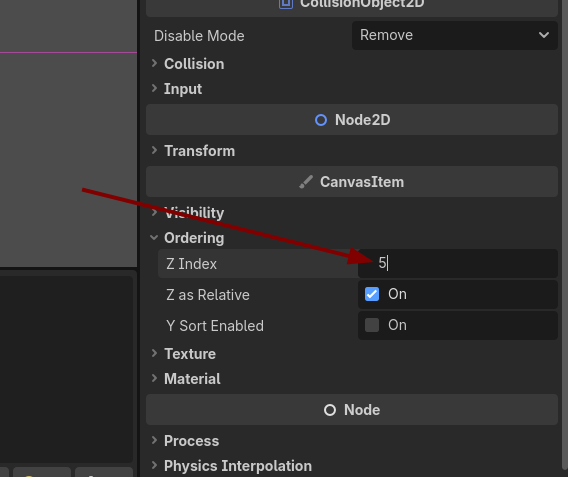 CollisionObject2D
Disable Mode Remove
Collision
Input
Node2D
Transform
CanvasItem
Visibility
Ordering
Z Index 5
Z as Relative On
Y Sort Enabled On
Texture
Material
Node
Process
Physics Interpolation